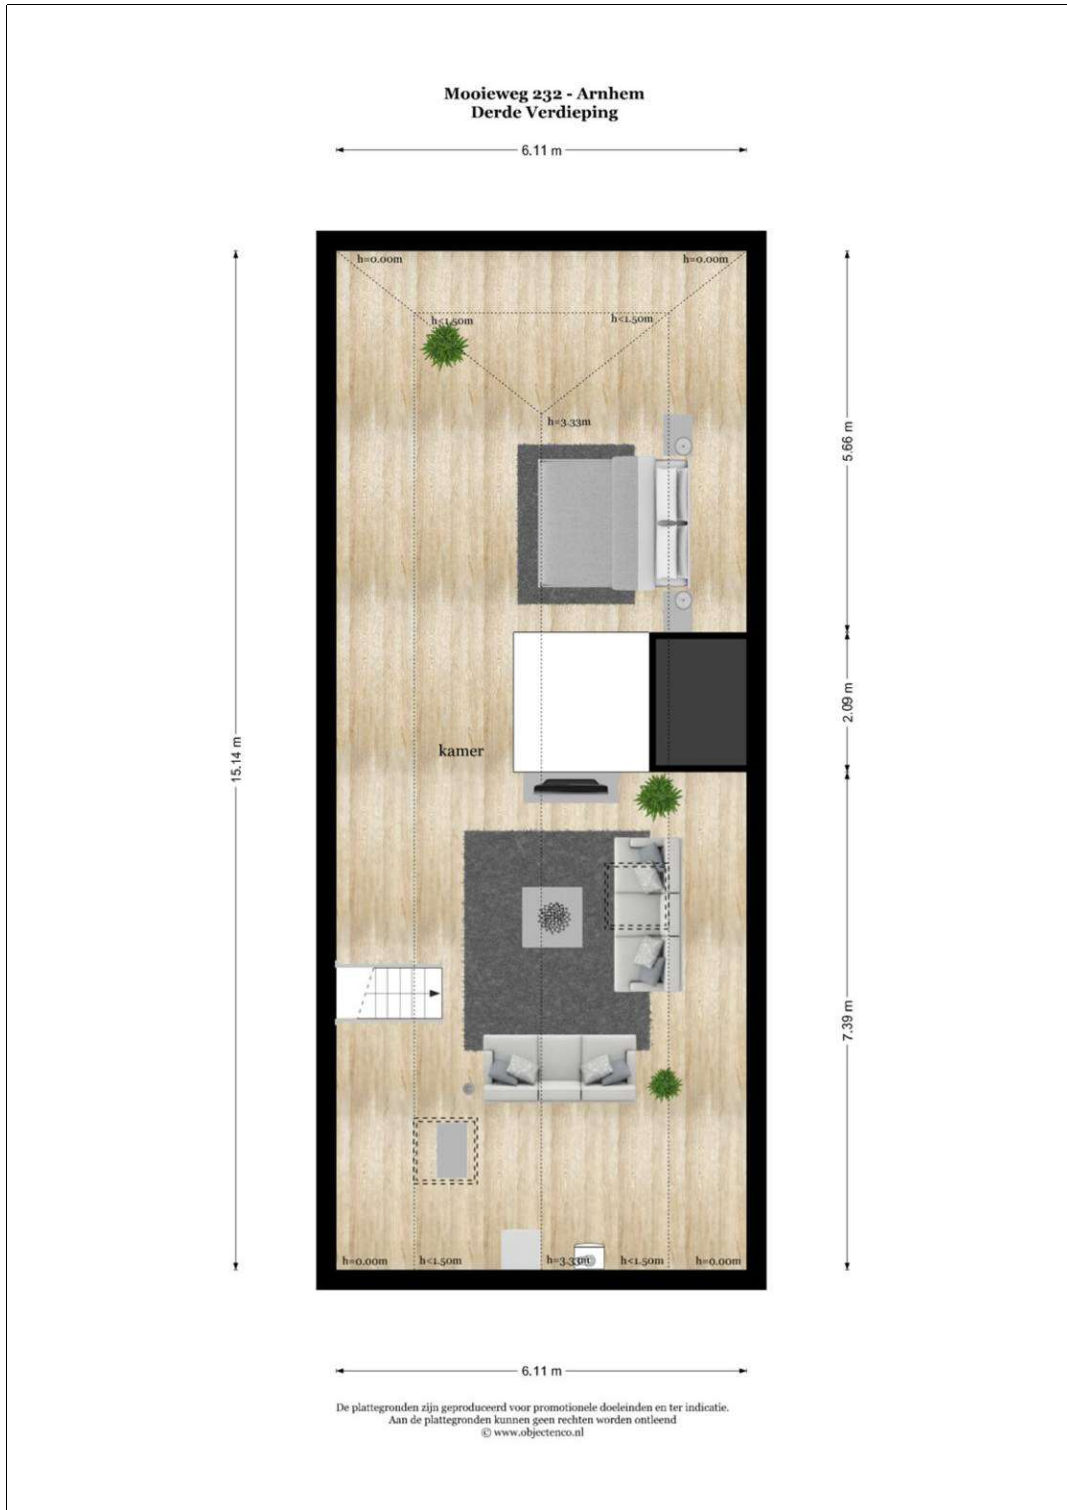 Mooieweg 232 - Arnhem
Derde Verdieping
6.11 m
h=0.00m
h=0.00m
h<1.50m
h<1.50m
h=3.33m
5.66 m
2.09 m
kamer
15.14 m
7.39 m
h=0.00m
h<1.50m
h=3.33m
h<1.50m
h=0.00m
6.11 m
De plattegronden zijn geproduceerd voor promotionele doeleinden en ter indicatie.
Aan de plattegronden kunnen geen rechten worden ontleend
© www.objectenco.nl